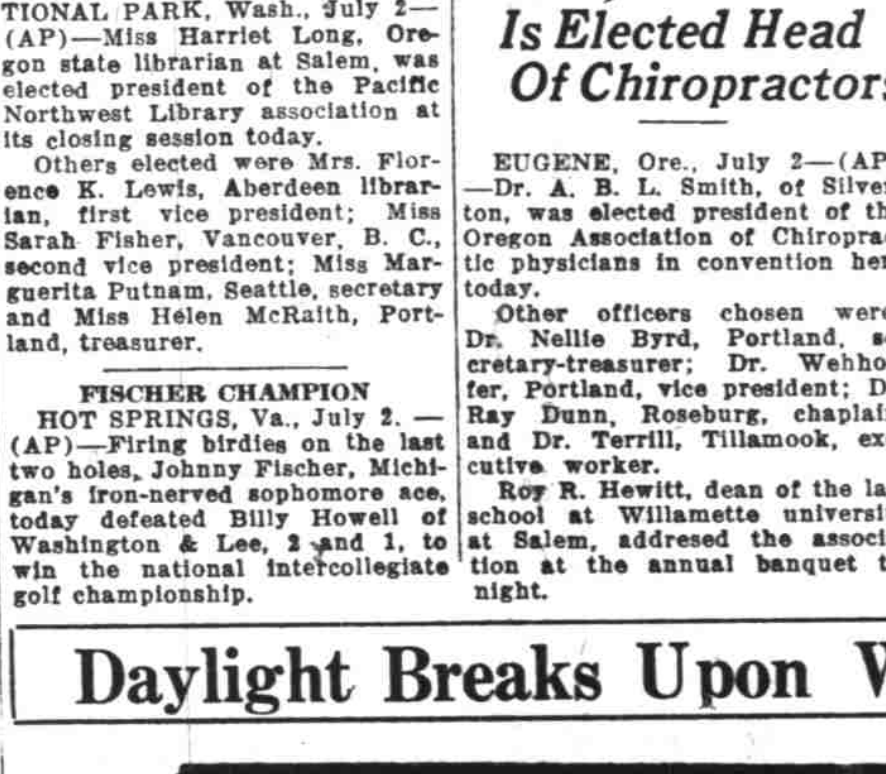 TIONAL PARK, Wash., July 2—
(AP)—Miss Harriet Long, Ore-
gon state librarian at Salem, was
elected president of the Pacific
Northwest Library association at
its closing session today.
Others elected were Mrs. Flor-
ence K. Lewis, Aberdeen librar-
ian, first vice president; Miss
Sarah Fisher, Vancouver, B. C.,
second vice president; Miss Mar-
guerita Putnam, Seattle, secretary
and Miss Helen McRaith, Port-
land, treasurer.
FISCHER CHAMPION
HOT SPRINGS, Va., July 2. —
(AP)—Firing birdies on the last
two holes, Johnny Fischer, Michi-
gan's iron-nerved sophomore ace,
today defeated Billy Howell of
Washington & Lee, 2 and 1, to
win the national intercollegiate
golf championship.
Is Elected Head
Of Chiropractors
EUGENE, Ore., July 2—(AP
—Dr. A. B. L. Smith, of Silver
ton, was elected president of th
Oregon Association of Chiroprac
tic physicians in convention her
today.
Other officers chosen were
Dr. Nellie Byrd, Portland, se
cretary-treasurer; Dr. Wehho
fer, Portland, vice president; D
Ray Dunn, Roseburg, chaplai
and Dr. Terrill, Tillamook, ex
cutive worker.
Roy R. Hewitt, dean of the la
school at Willamette universi
at Salem, addresed the associ
tion at the annual banquet t
night.
Daylight Breaks Upon